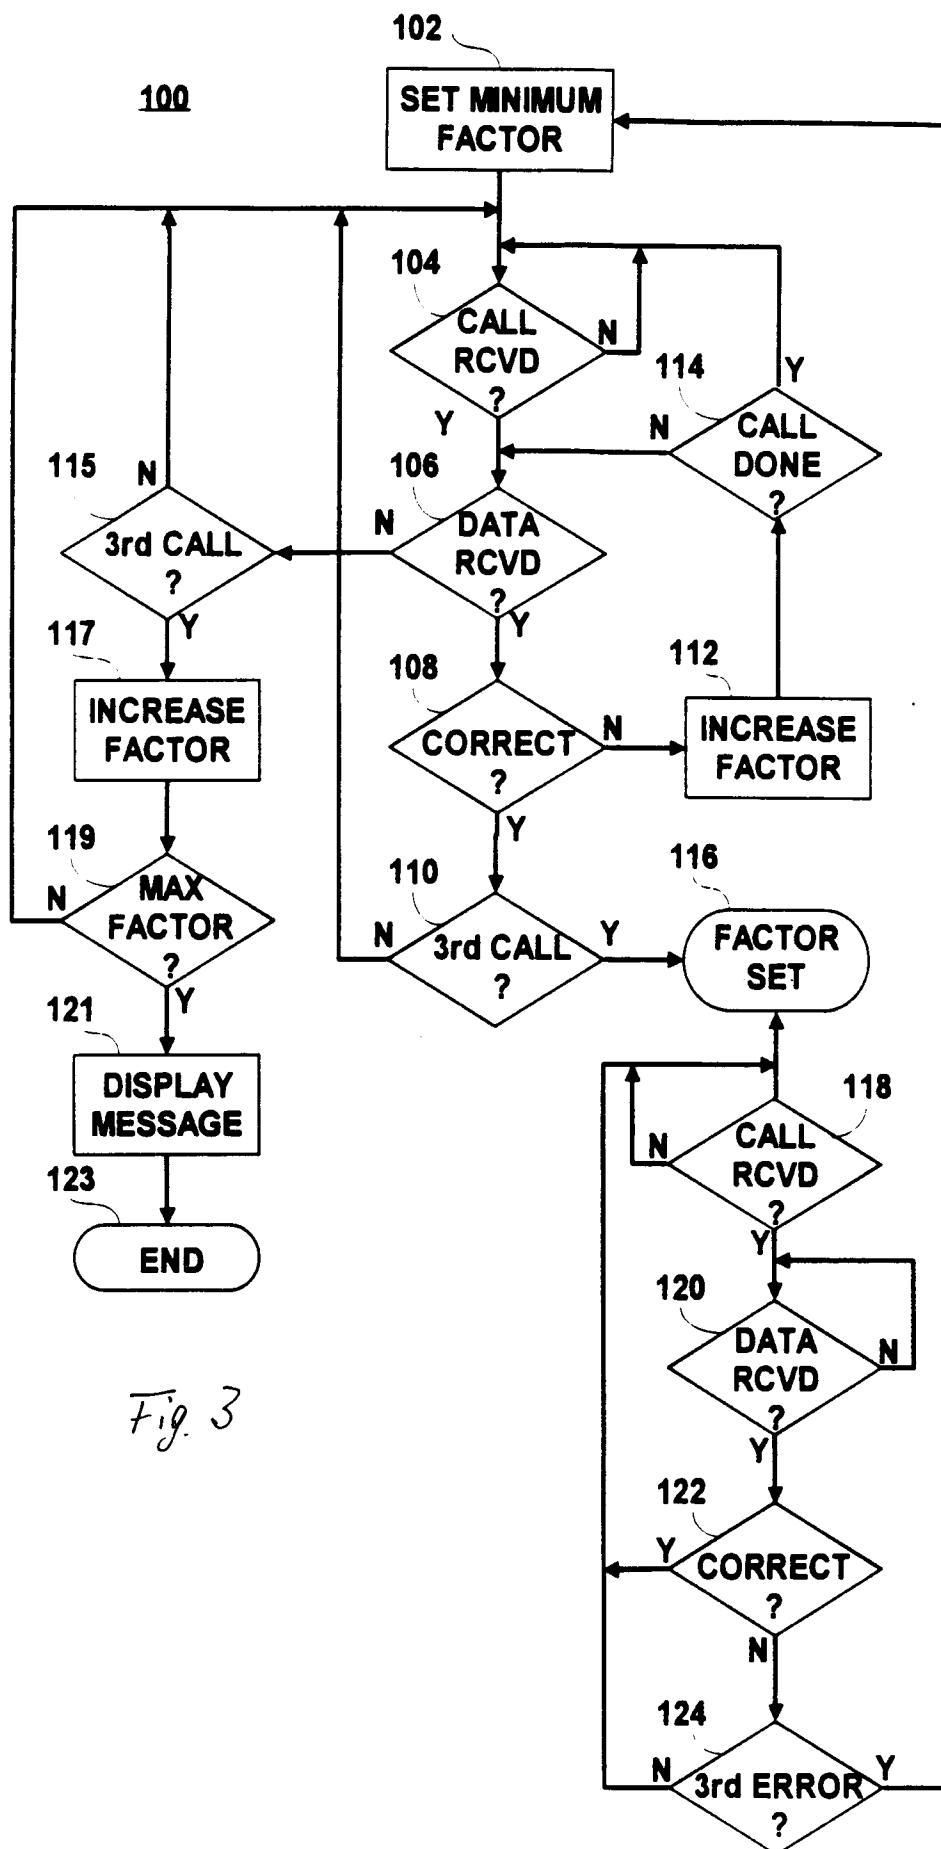 102
100
SET MINIMUM
FACTOR
104
CALL
RCVD
?
N
Y
114
Y
N
CALL
DONE
?
115
N
3rd CALL
?
Y
106
N
DATA
RCVD
?
Y
117
INCREASE
FACTOR
108
CORRECT
?
N
Y
112
INCREASE
FACTOR
119
N
MAX
FACTOR
?
Y
110
N
3rd CALL
?
Y
116
FACTOR
SET
121
DISPLAY
MESSAGE
118
N
CALL
RCVD
?
Y
123
END
120
DATA
RCVD
?
N
Y
Fig. 3
122
Y
CORRECT
?
N
124
N
3rd ERROR
?
Y